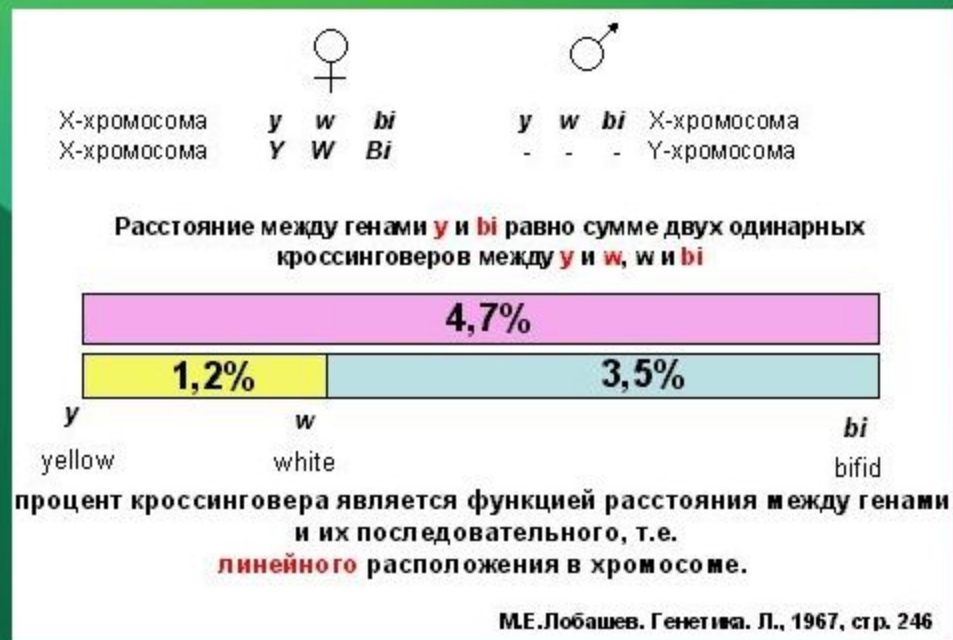 X-хромосома y w bi y w bi X-хромосома
X-хромосома Y W Bi - - - Y-хромосома
Расстояние между генами y и bi равно сумме двух одинарных
кроссинговеров между y и w, w и bi
4,7%
1,2% 3,5%
y w bi
yellow white bifid
процент кроссинговера является функцией расстояния между генами
и их последовательного, т.е.
линейного расположения в хромосоме.
М.Е.Лобашев. Генетика. Л., 1967, стр. 246